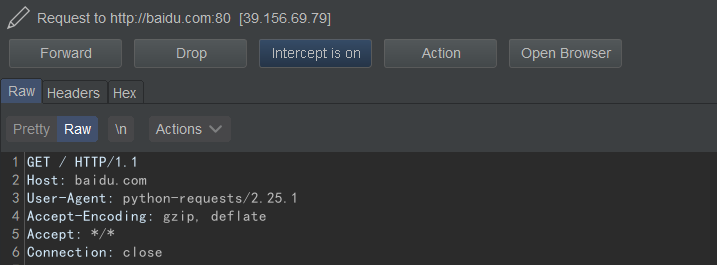 Request to http://baidu.com:80 [39.156.69.79]
Forward Drop Intercept is on Action Open Browser
Raw Headers Hex
Pretty Raw \n Actions
1 GET / HTTP/1.1
2 Host: baidu.com
3 User-Agent: python-requests/2.25.1
4 Accept-Encoding: gzip, deflate
5 Accept: */*
6 Connection: close